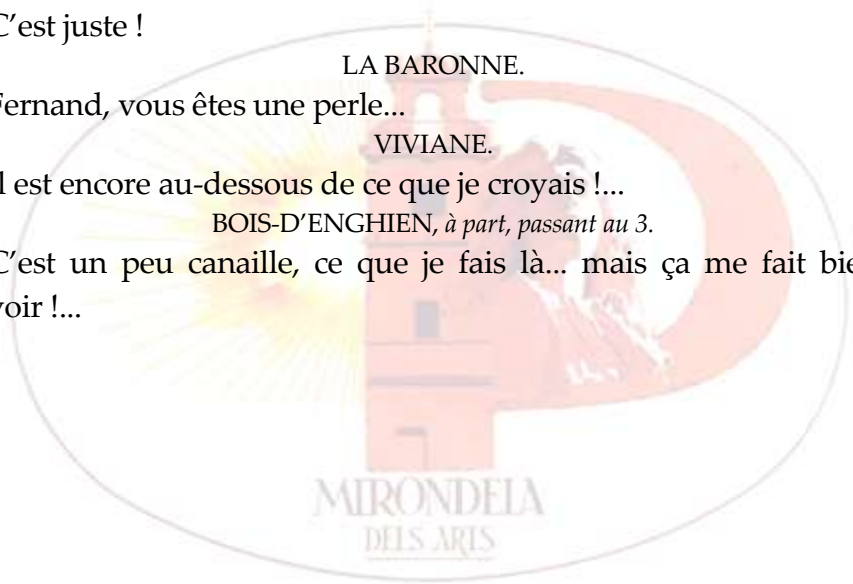 C’est juste !
LA BARONNE.
Fernand, vous êtes une perle...
VIVIANE.
Il est encore au-dessous de ce que je croyais !...
BOIS-D’ENGHIEN, à part, passant au 3.
C’est un peu canaille, ce que je fais là... mais ça me fait
voir !...
MIRONDELA
DELS ARTS